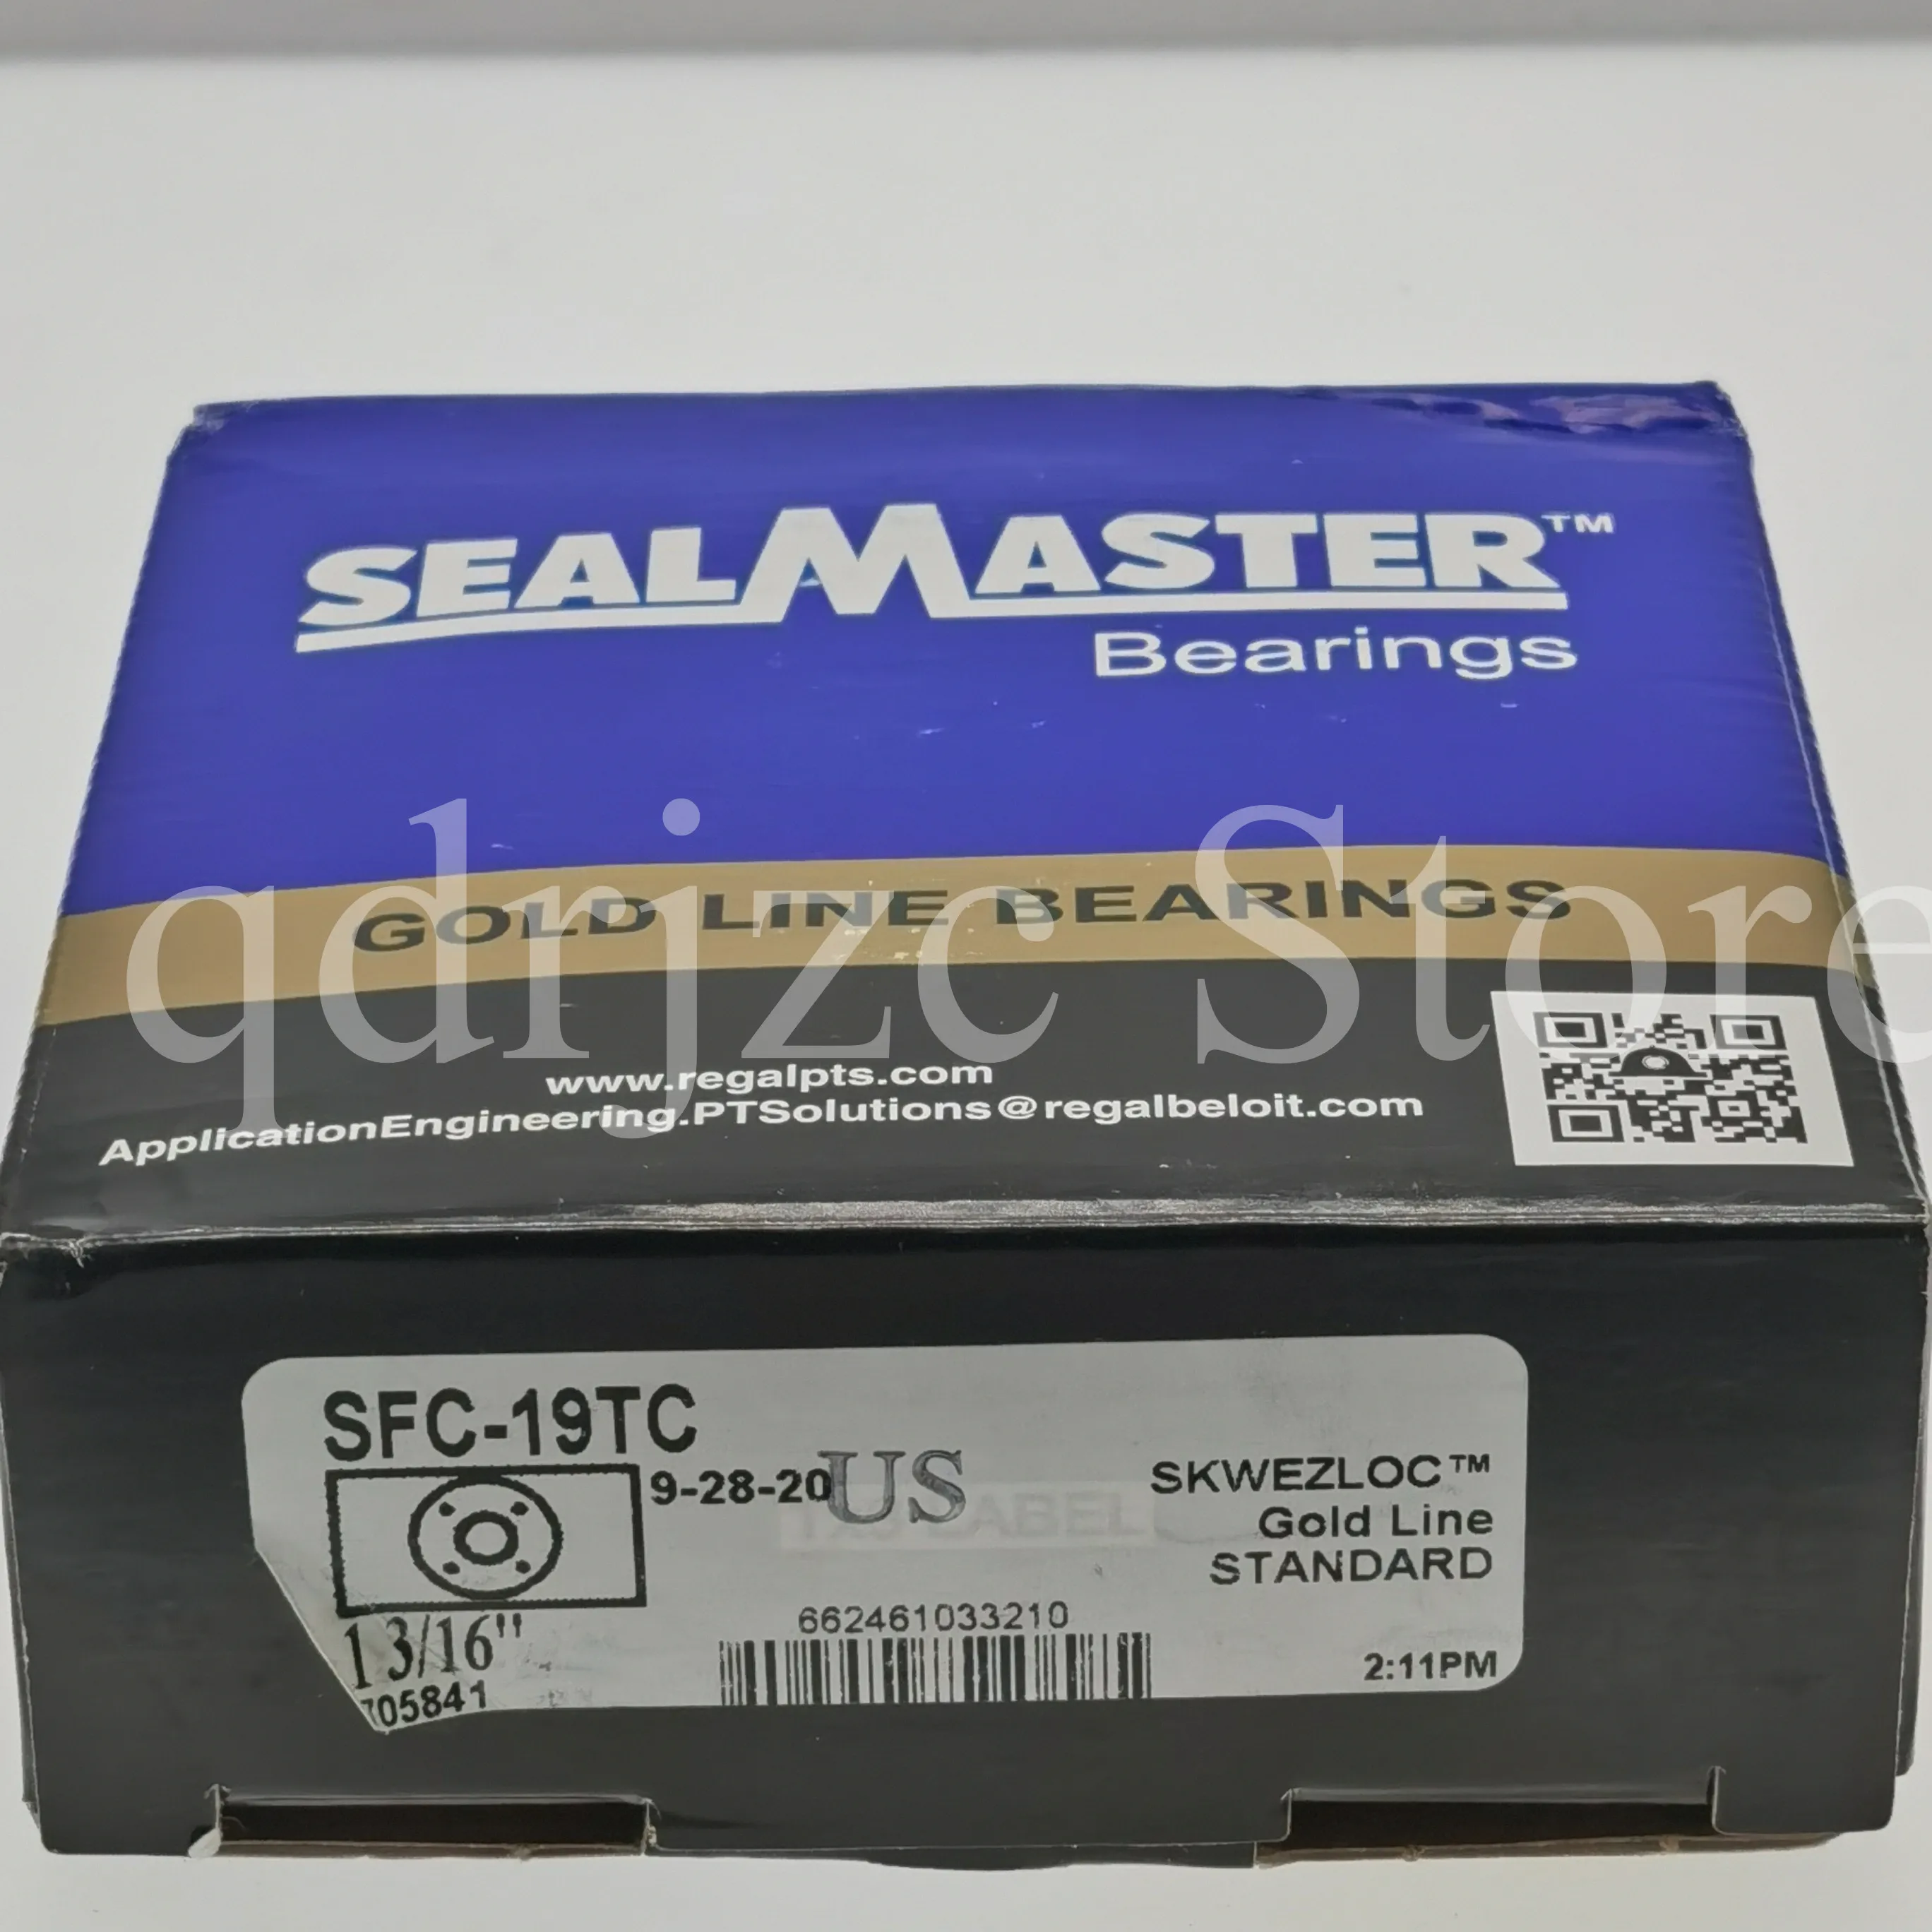 SEALMASTER™
Bearings
GOLD LINE BEARINGS
qdrjzc Store
www.regalpts.com
ApplicationEngineering.PTSolutions@regalbeloit.com
SFC-19TC
9-28-20
US
SKWEZLOC™
Gold Line
STANDARD
1 3/16"
705841
662461033210
2:11PM